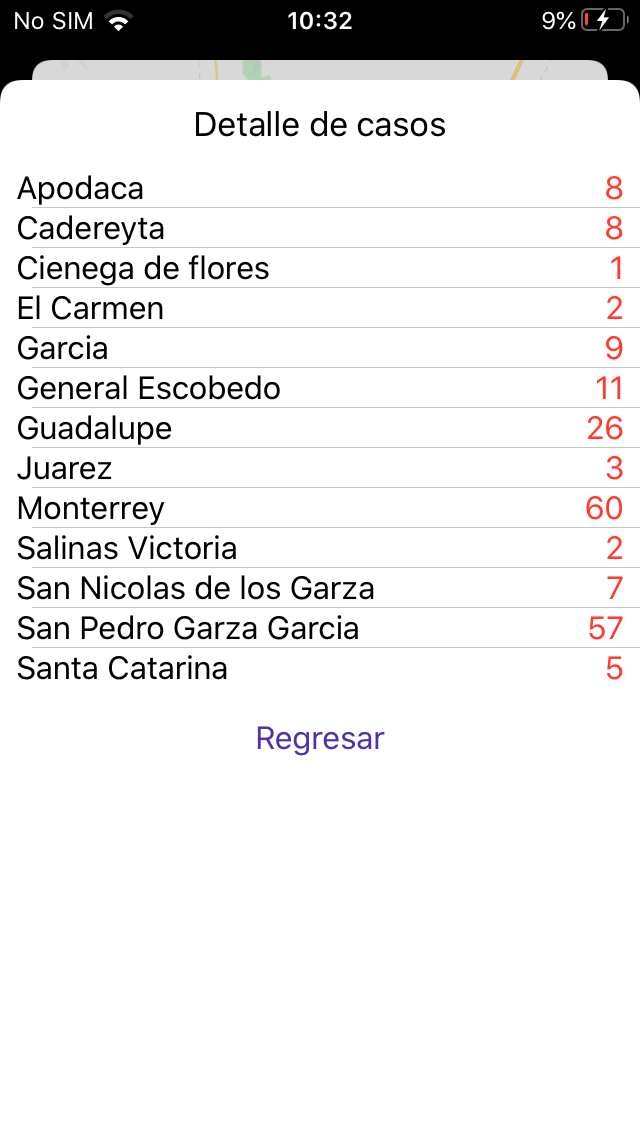 No SIM 10:32 9%
Detalle de casos
Apodaca 8
Cadereyta 8
Cienega de flores 1
El Carmen 2
Garcia 9
General Escobedo 11
Guadalupe 26
Juarez 3
Monterrey 60
Salinas Victoria 2
San Nicolas de los Garza 7
San Pedro Garza Garcia 57
Santa Catarina 5
Regresar